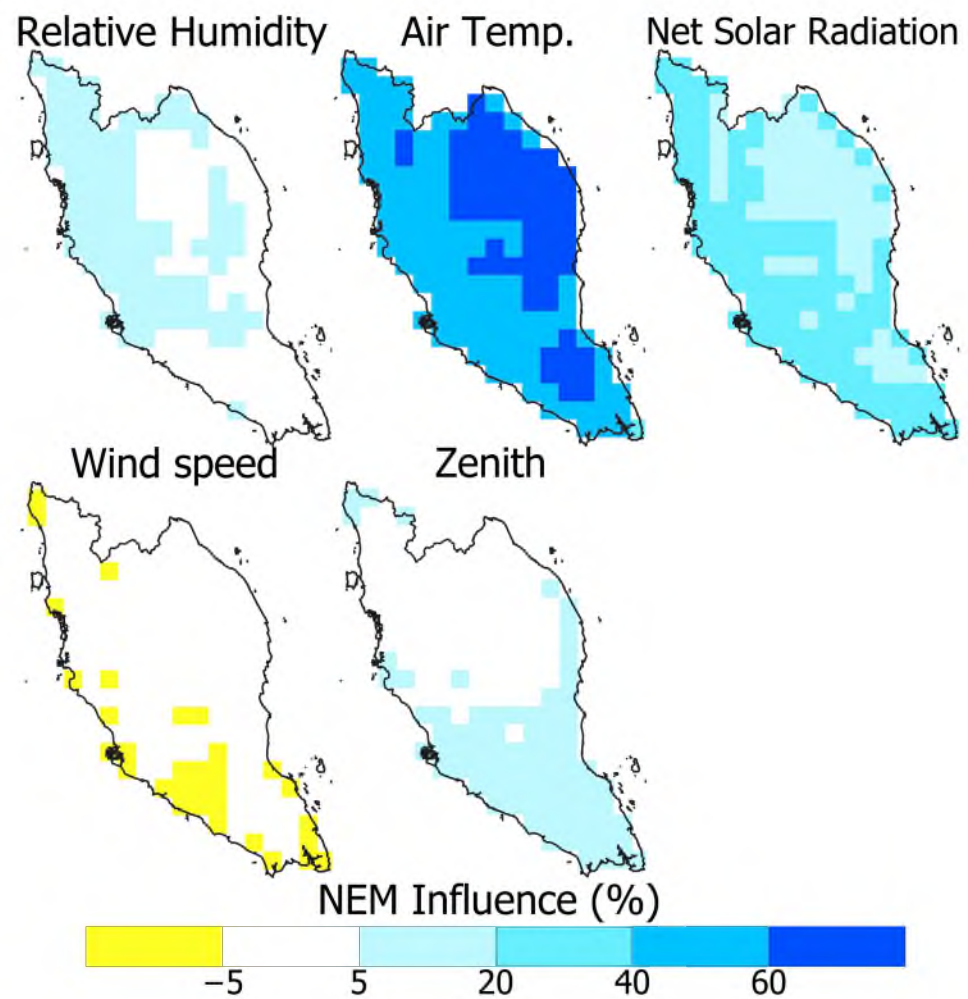 Relative Humidity Air Temp. Net Solar Radiation
Wind speed Zenith
NEM Influence (%)
−5 5 20 40 60